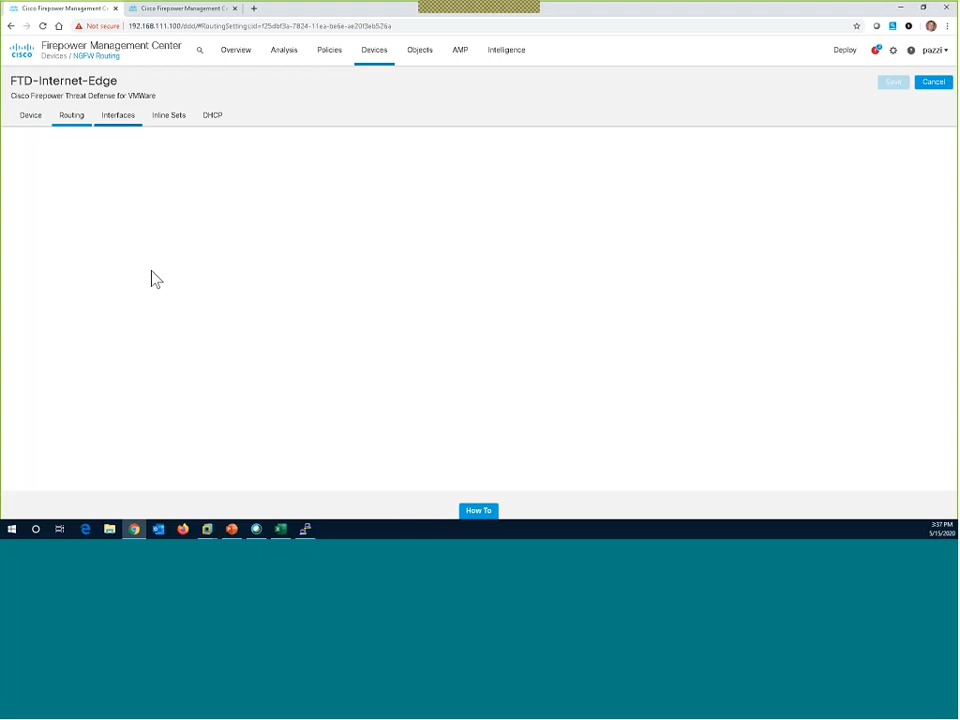 Cisco Firepower Management C
Cisco Firepower Management C
Not secure
192.168.111.100/ddd/#RoutingSetting;id=f25dbf3a-7824-11ea-be6e-ae20f3eb526a
CISCO
Firepower Management Center
Devices / NGFW Routing
Overview
Analysis
Policies
Devices
Objects
AMP
Intelligence
Deploy
pazzi
FTD-Internet-Edge
Cisco Firepower Threat Defense for VMWare
Save
Cancel
Device
Routing
Interfaces
Inline Sets
DHCP
How To
3:37 PM
5/15/2020